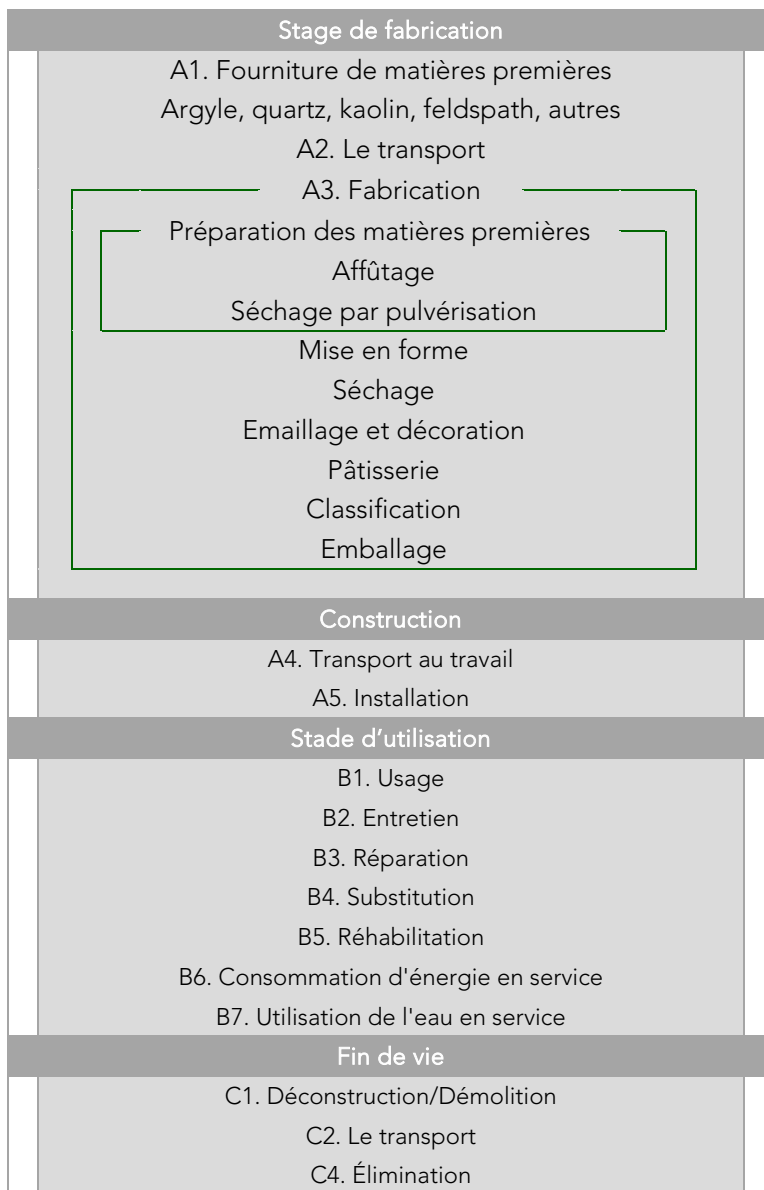 Stage de fabrication
A1. Fourniture de matières premières
Argyle, quartz, kaolin, feldspath, autres
A2. Le transport
A3. Fabrication
Préparation des matières premières
Affûtage
Séchage par pulvérisation
Mise en forme
Séchage
Emaillage et décoration
Pâtisserie
Classification
Emballage
Construction
A4. Transport au travail
A5. Installation
Stade d’utilisation
B1. Usage
B2. Entretien
B3. Réparation
B4. Substitution
B5. Réhabilitation
B6. Consommation d'énergie en service
B7. Utilisation de l'eau en service
Fin de vie
C1. Déconstruction/Démolition
C2. Le transport
C4. Élimination